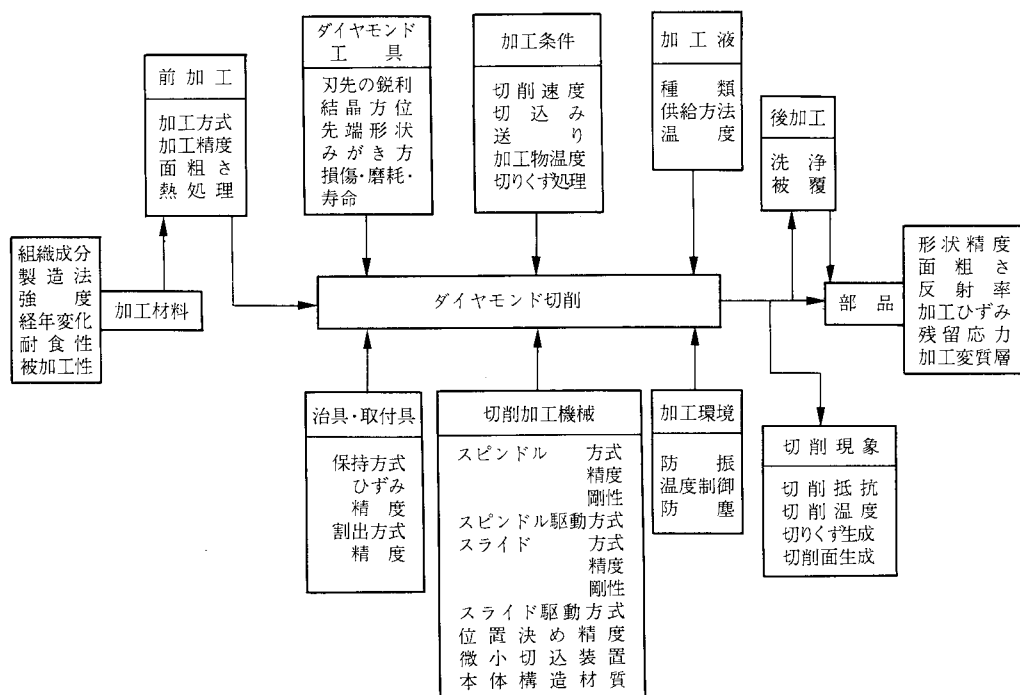 ダイヤモンド
工具
刃先の鋭利
結晶方位
先端形状
みがき方
損傷・磨耗・
寿命
加工条件
切削速度
切込み
送り
加工物温度
切りくず処理
加工液
種類
供給方法
温度
前加工
加工方式
加工精度
面粗さ
熱処理
後加工
洗浄
被覆
組織成分
製造法
強度
経年変化
耐食性
被加工性
加工材料
ダイヤモンド切削
部品
形状精度
面粗さ
反射率
加工ひずみ
残留応力
加工変質層
治具・取付具
保持方式
ひずみ
精度
割出方式
精度
切削加工機械
スピンドル 方式
精度
剛性
スピンドル駆動方式
スライド 方式
精度
剛性
スライド駆動方式
位置決め精度
微小切込装置
本体構造材質
加工環境
防振
温度制御
防塵
切削現象
切削抵抗
切削温度
切りくず生成
切削面生成